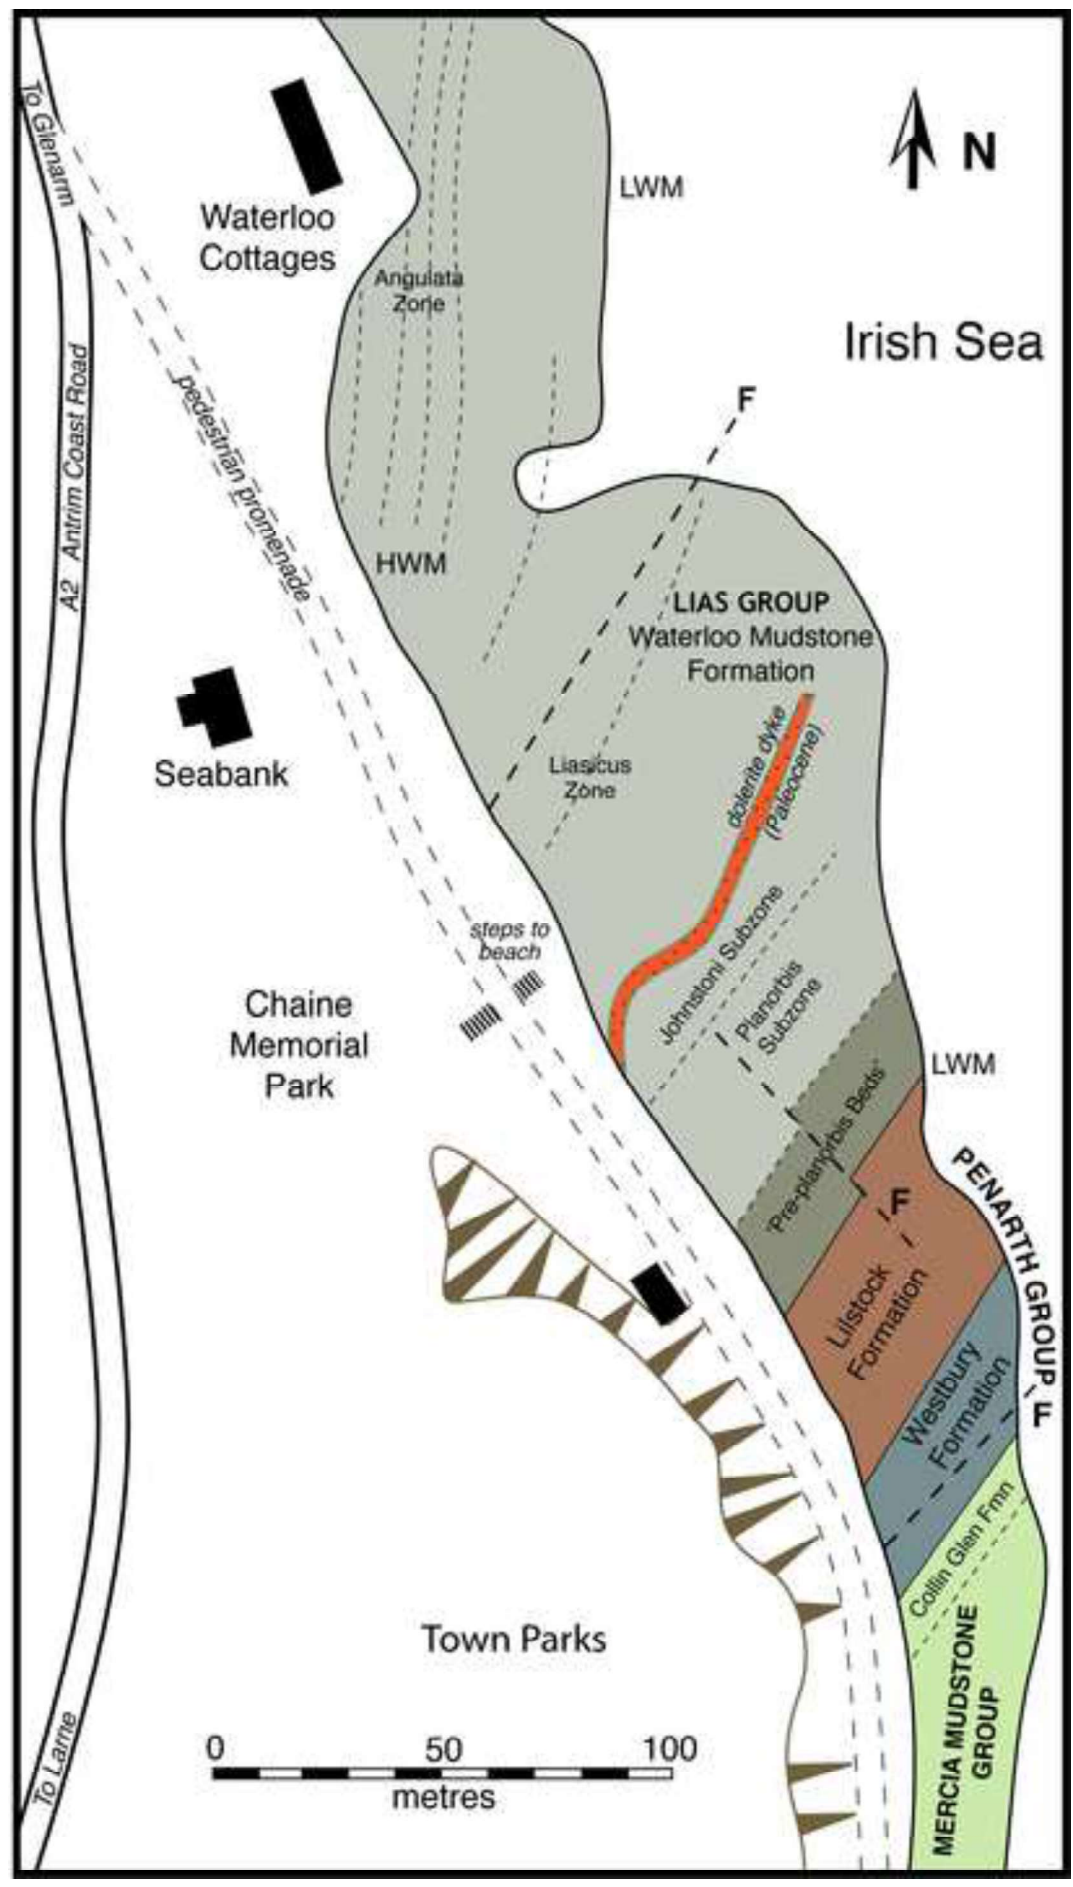 To Glenarm
N
LWM
Waterloo
Cottages
Angulata
Zone
Irish Sea
F
A2 Antrim Coast Road
pedestrian promenade
HWM
LIAS GROUP
Waterloo Mudstone
Formation
Seabank
Liasicus
Zone
dolerite dyke
(Paleocene)
steps to
beach
Johnstoni Subzone
Planorbis
Subzone
Chaine
Memorial
Park
LWM
'Pre-planorbis Beds'
PENARTH GROUP
F
Lilstock
Formation
Westbury
Formation
F
Collin Glen Fmn
Town Parks
MERCIA MUDSTONE
GROUP
To Larne
0 50 100
metres